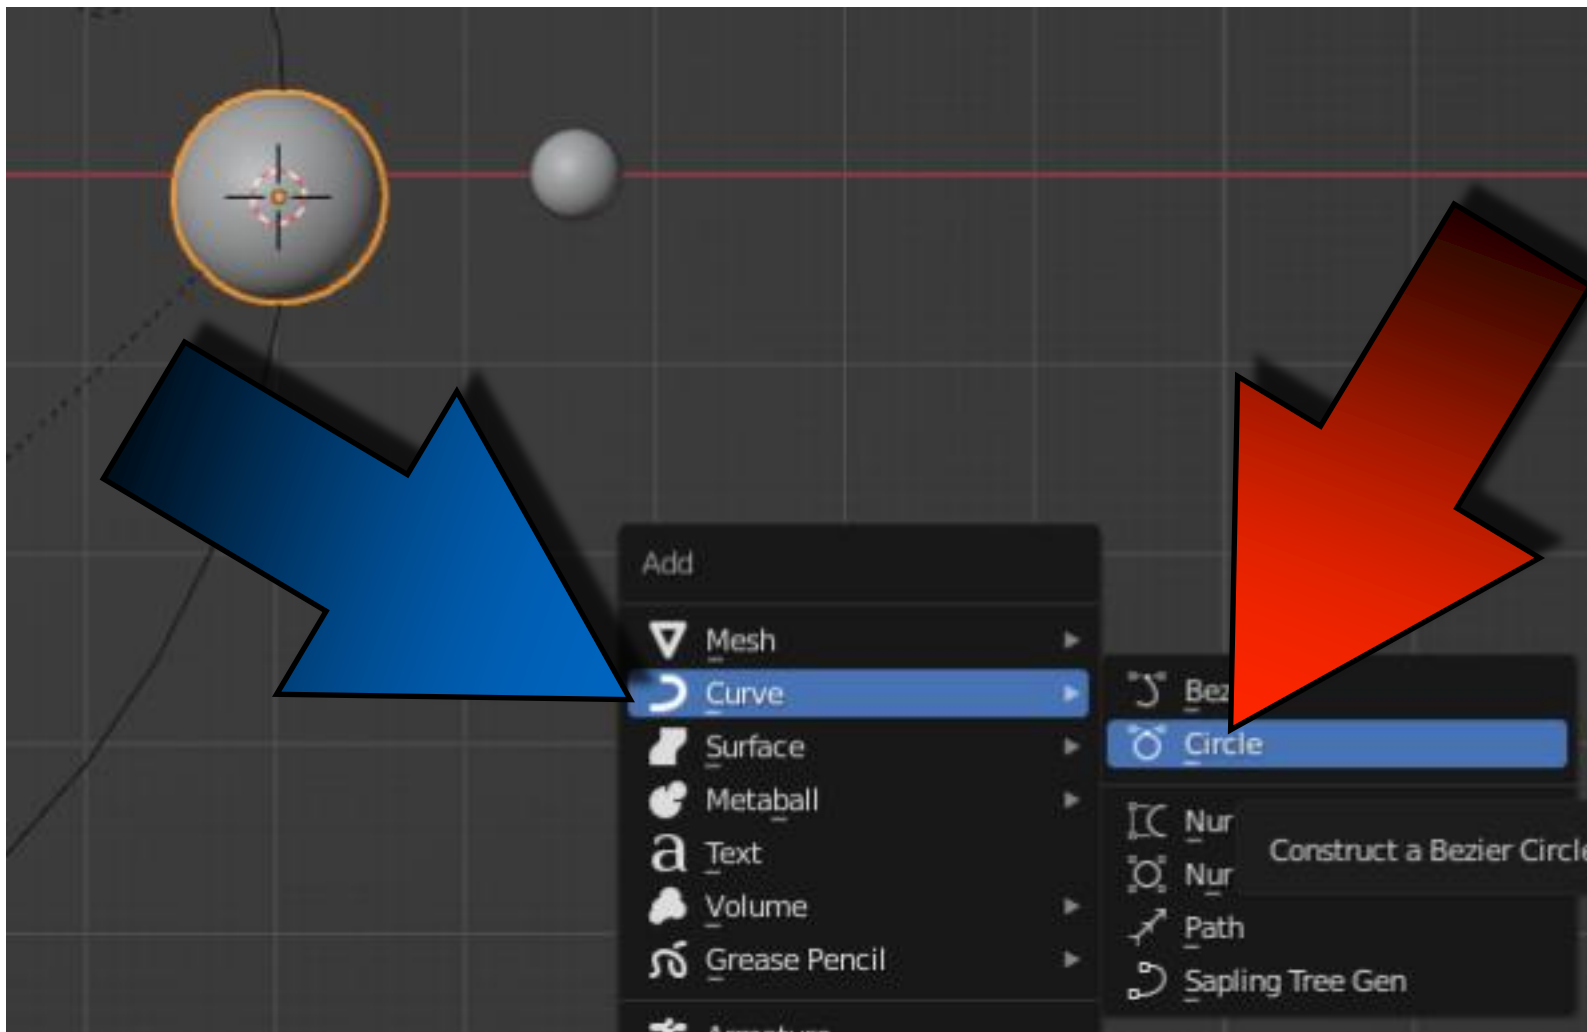 Add
Mesh
Curve
Surface
Metaball
Text
Volume
Grease Pencil
Bez
Circle
Nur
Construct a Bezier Circle
Nur
Path
Sapling Tree Gen